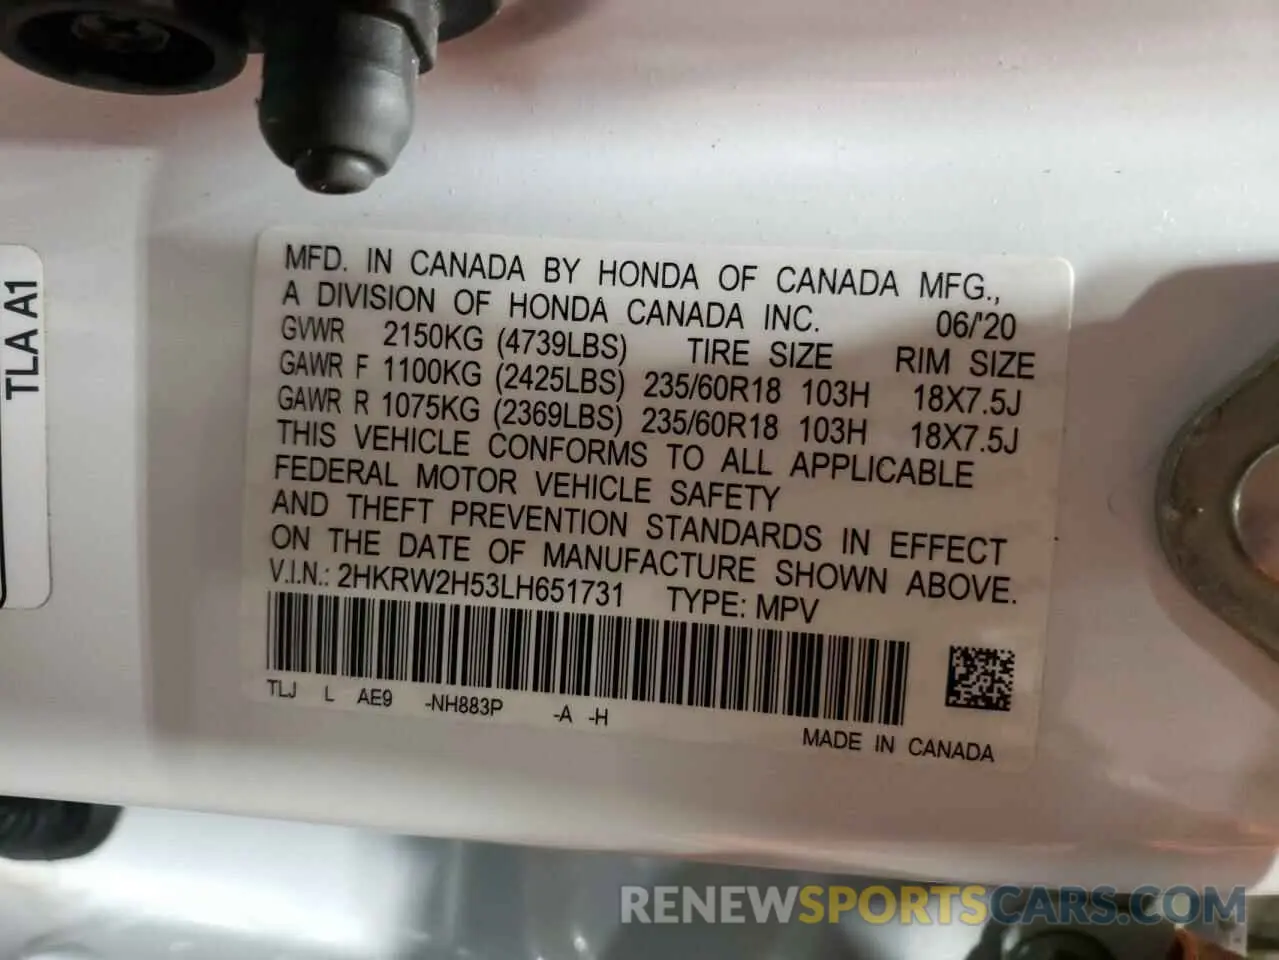 MFD. IN CANADA BY HONDA OF CANADA MFG.,
A DIVISION OF HONDA CANADA INC. 06/'20
GVWR 2150KG (4739LBS) TIRE SIZE RIM SIZE
GAWR F 1100KG (2425LBS) 235/60R18 103H 18X7.5J
GAWR R 1075KG (2369LBS) 235/60R18 103H 18X7.5J
THIS VEHICLE CONFORMS TO ALL APPLICABLE
FEDERAL MOTOR VEHICLE SAFETY
AND THEFT PREVENTION STANDARDS IN EFFECT
ON THE DATE OF MANUFACTURE SHOWN ABOVE.
V.I.N.: 2HKRW2H53LH651731 TYPE: MPV
TLJ L AE9 -NH883P -A -H
MADE IN CANADA
TLA A1
RENEWSPORTSCARS.COM